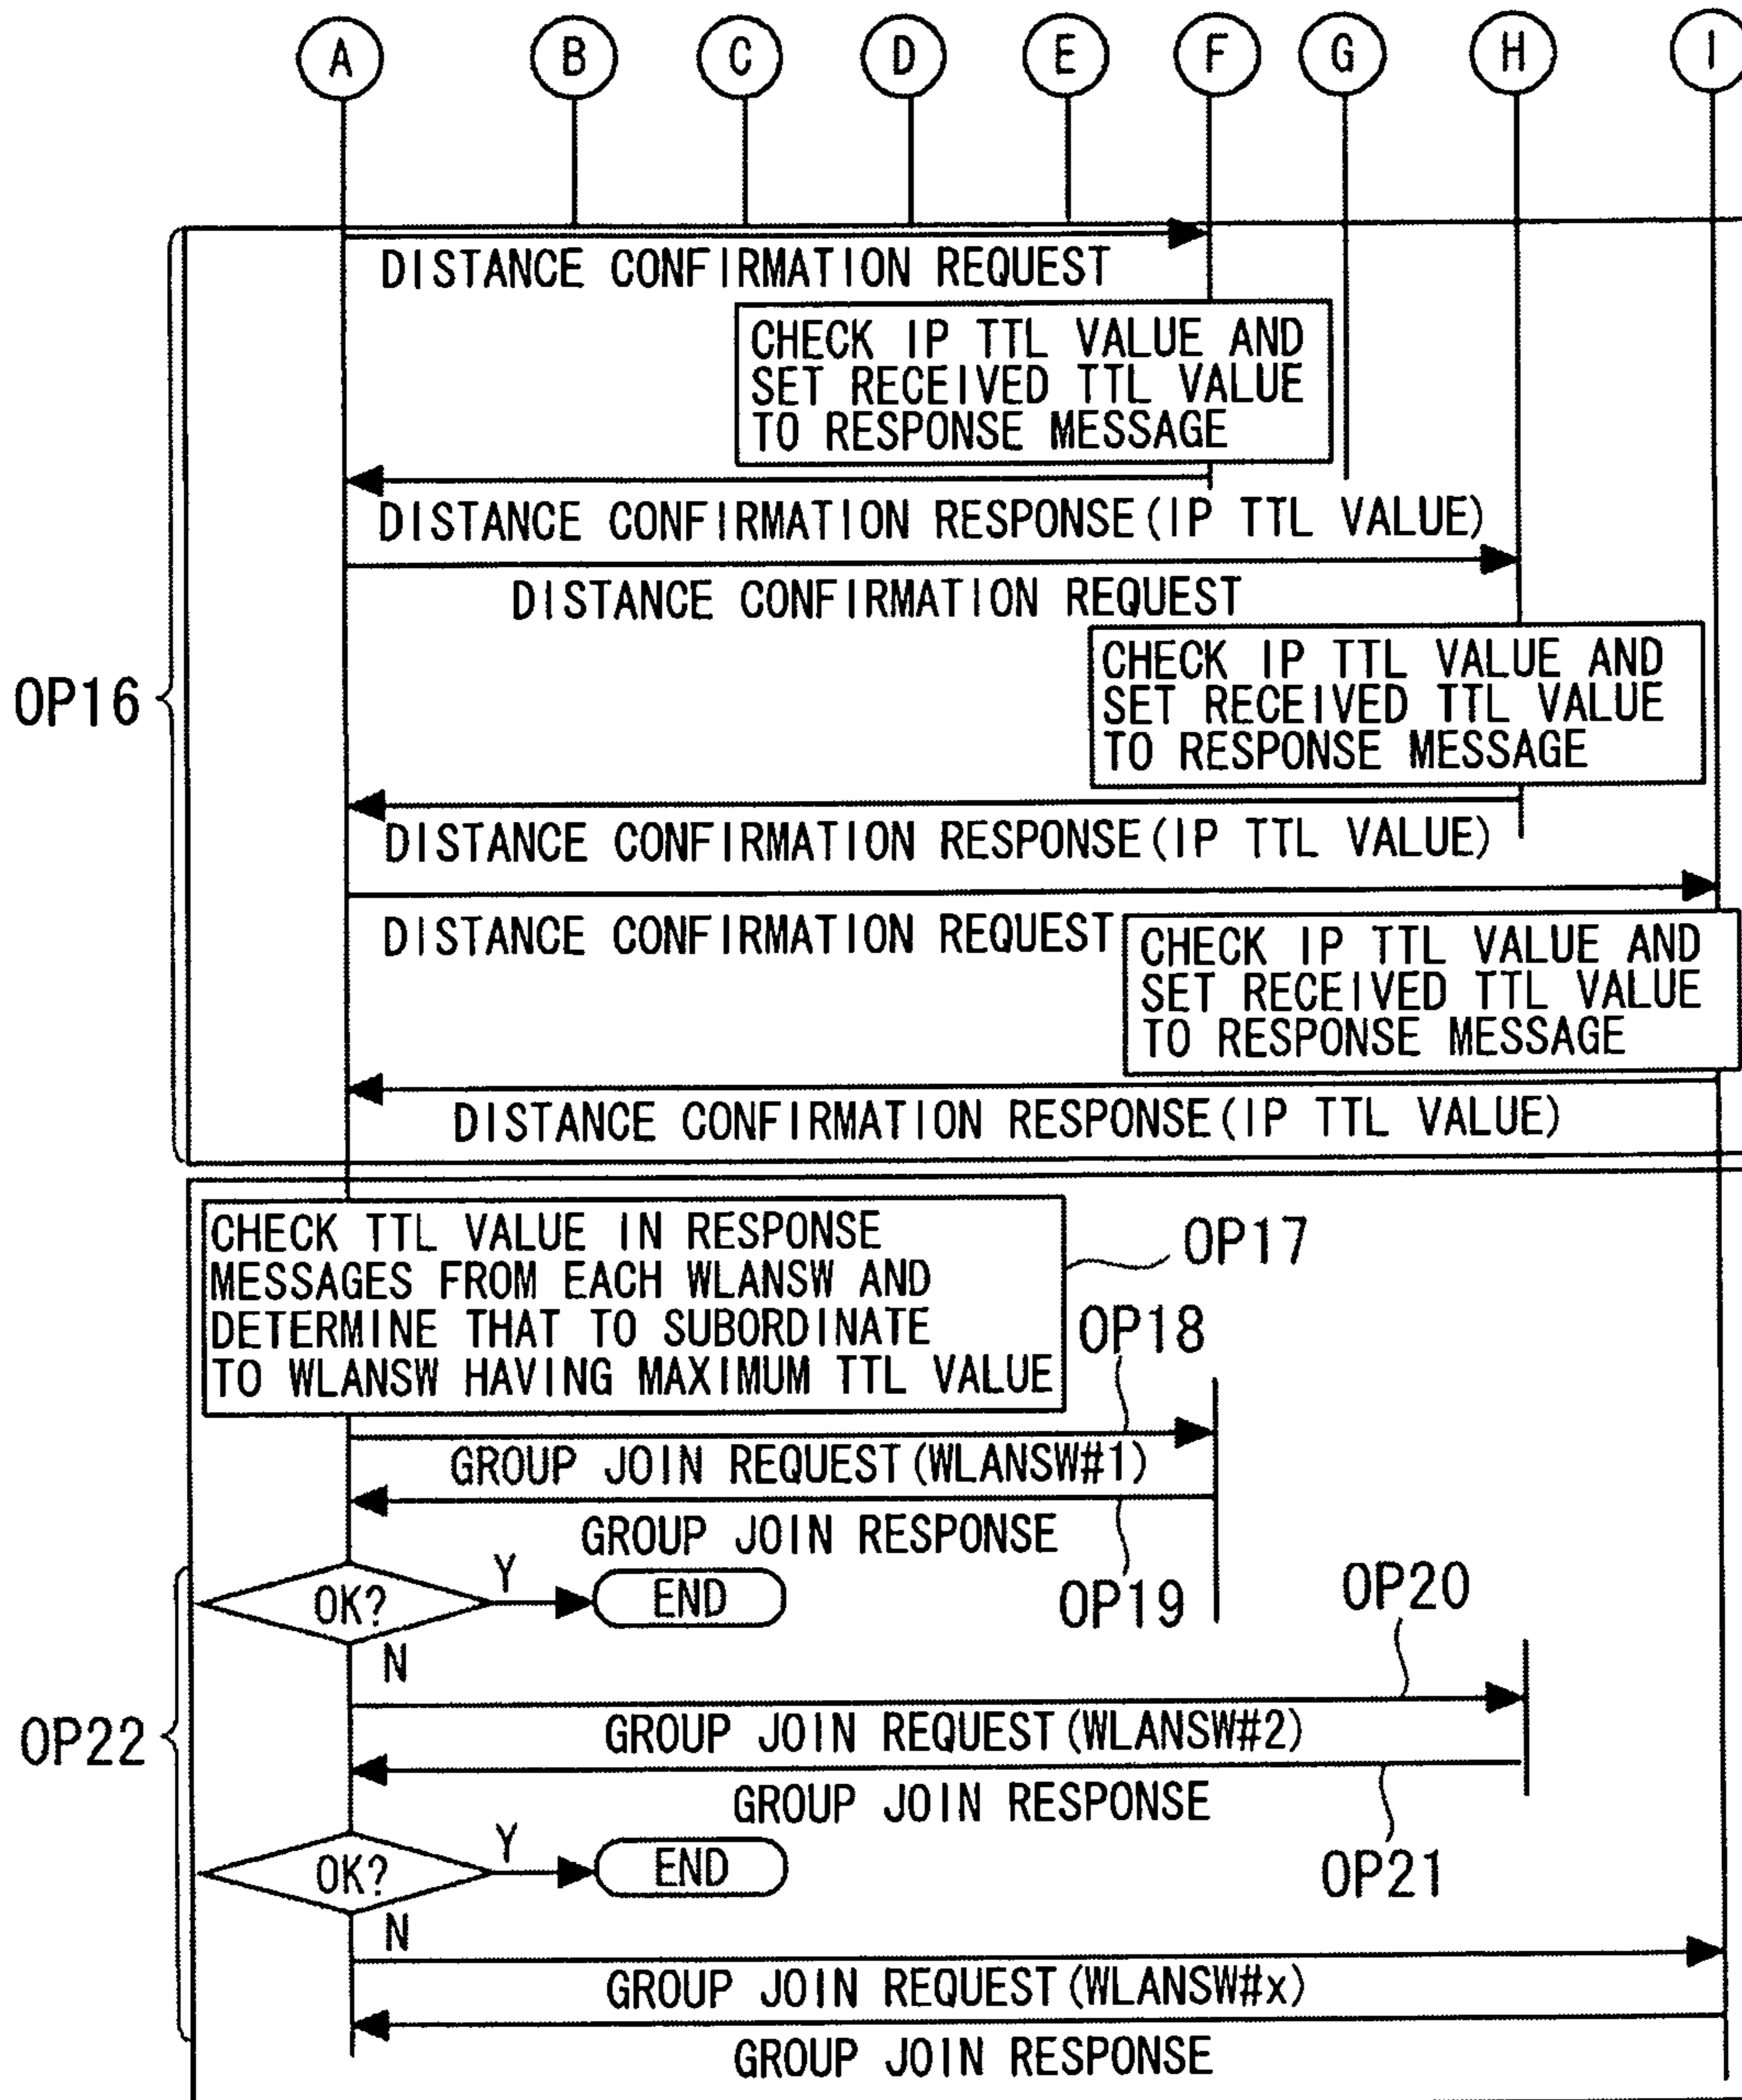 A B C D E F G H I
DISTANCE CONFIRMATION REQUEST
CHECK IP TTL VALUE AND
SET RECEIVED TTL VALUE
TO RESPONSE MESSAGE
DISTANCE CONFIRMATION RESPONSE(IP TTL VALUE)
DISTANCE CONFIRMATION REQUEST
OP16
CHECK IP TTL VALUE AND
SET RECEIVED TTL VALUE
TO RESPONSE MESSAGE
DISTANCE CONFIRMATION RESPONSE(IP TTL VALUE)
DISTANCE CONFIRMATION REQUEST
CHECK IP TTL VALUE AND
SET RECEIVED TTL VALUE
TO RESPONSE MESSAGE
DISTANCE CONFIRMATION RESPONSE(IP TTL VALUE)
CHECK TTL VALUE IN RESPONSE
MESSAGES FROM EACH WLANSW AND
DETERMINE THAT TO SUBORDINATE
TO WLANSW HAVING MAXIMUM TTL VALUE
OP17
OP18
GROUP JOIN REQUEST(WLANSW#1)
GROUP JOIN RESPONSE
OP19
OK?
Y
END
N
OP20
GROUP JOIN REQUEST(WLANSW#2)
OP22
GROUP JOIN RESPONSE
OP21
OK?
Y
END
N
GROUP JOIN REQUEST(WLANSW#x)
GROUP JOIN RESPONSE